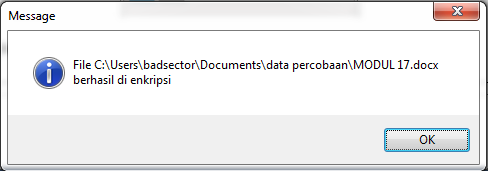 Message
File C:\Users\badsector\Documents\data percobaan\MODUL 17.docx
berhasil di enkripsi
OK